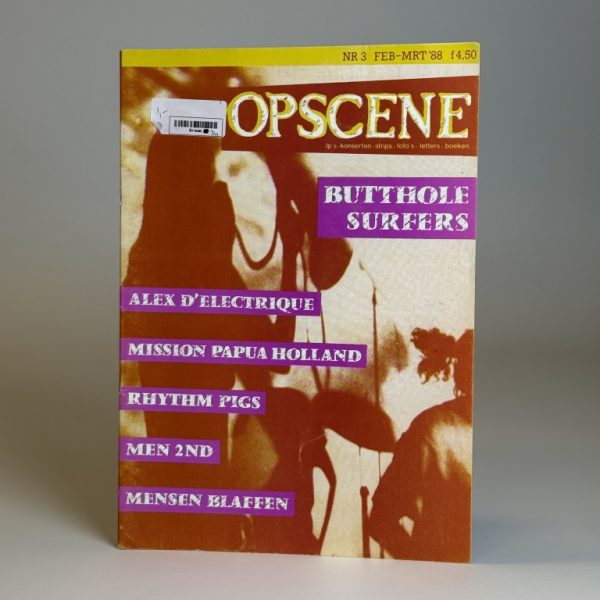 NR 3 FEB-MRT '88 f4,50
OPSCENE
lp's - konserten - strips - foto's - letters - boeken
BUTTHOLE
SURFERS
ALEX D'ELECTRIQUE
MISSION PAPUA HOLLAND
RHYTHM PIGS
MEN 2ND
MENSEN BLAFFEN